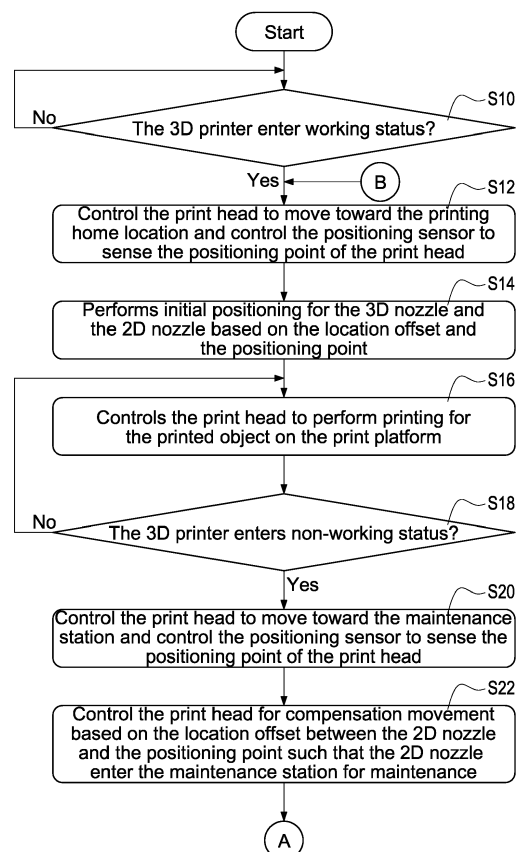 Start
S10
No
The 3D printer enter working status?
Yes
B
S12
Control the print head to move toward the printing
home location and control the positioning sensor to
sense the positioning point of the print head
S14
Performs initial positioning for the 3D nozzle and
the 2D nozzle based on the location offset and
the positioning point
S16
Controls the print head to perform printing for
the printed object on the print platform
S18
No
The 3D printer enters non-working status?
Yes
S20
Control the print head to move toward the maintenance
station and control the positioning sensor to sense the
positioning point of the print head
S22
Control the print head for compensation movement
based on the location offset between the 2D nozzle
and the positioning point such that the 2D nozzle
enter the maintenance station for maintenance
A